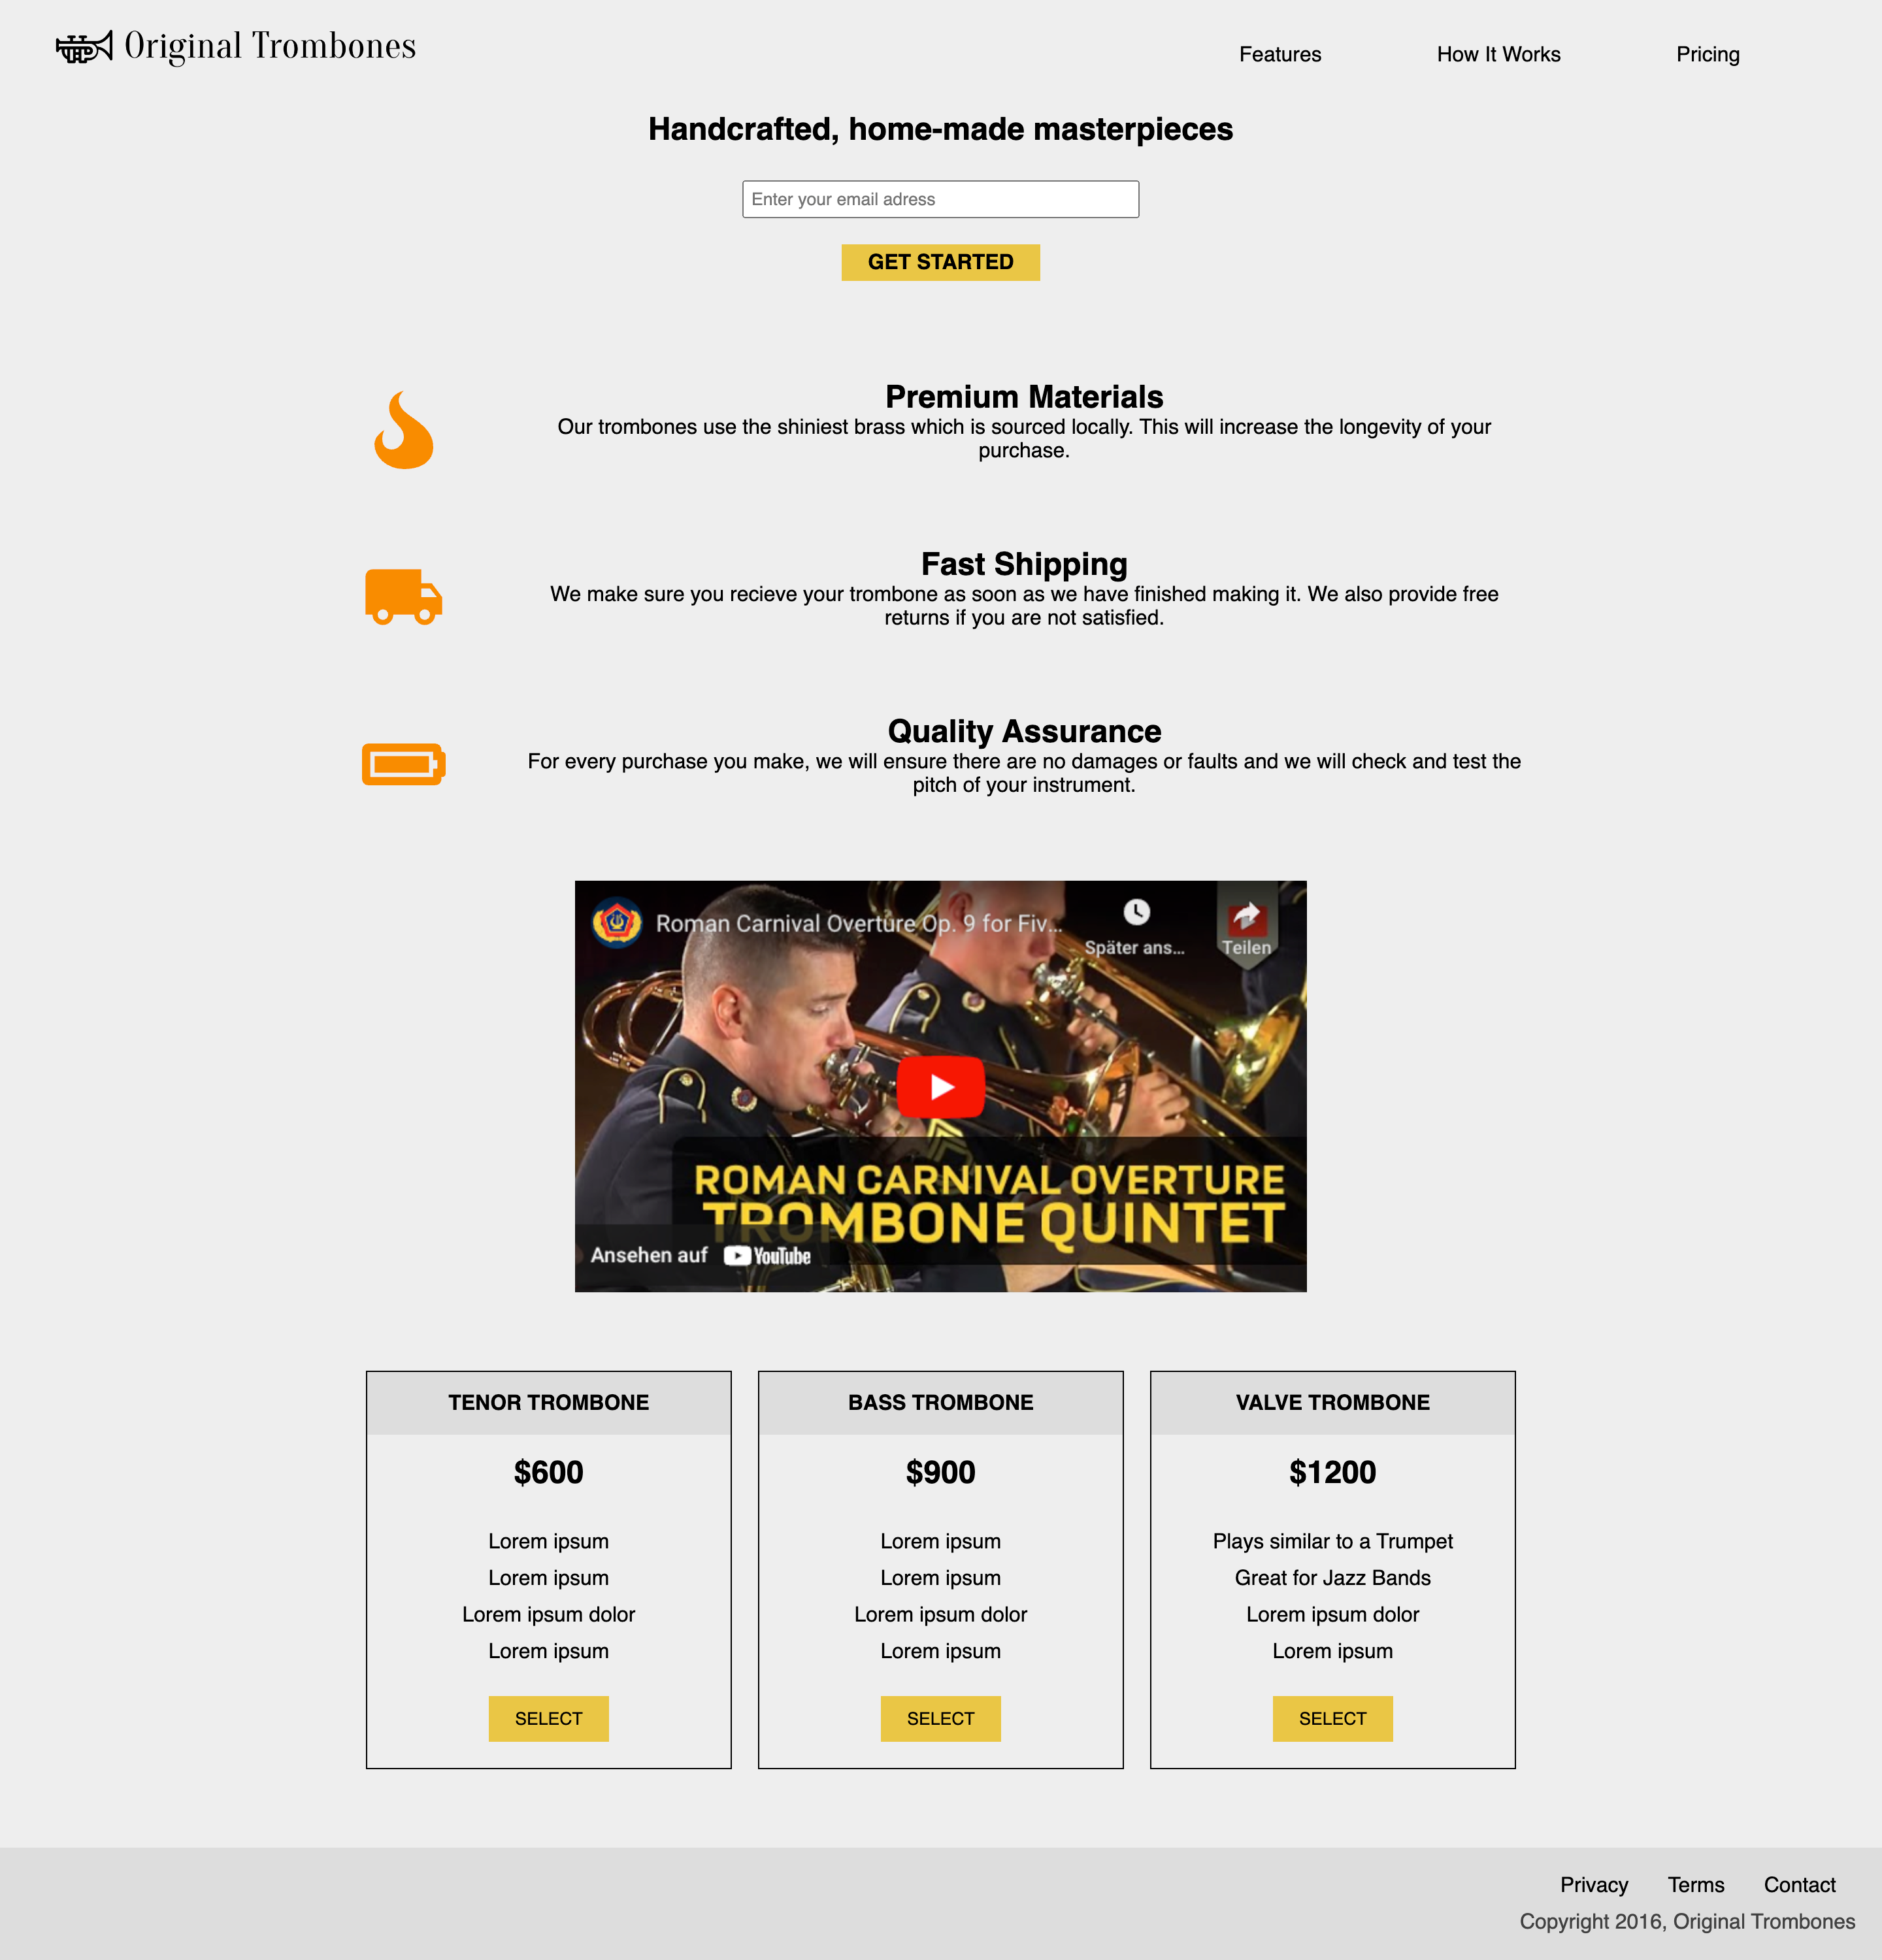 Original Trombones
Features
How It Works
Pricing
Handcrafted, home-made masterpieces
Enter your email adress
GET STARTED
Premium Materials
Our trombones use the shiniest brass which is sourced locally. This will increase the longevity of your
purchase.
Fast Shipping
We make sure you recieve your trombone as soon as we have finished making it. We also provide free
returns if you are not satisfied.
Quality Assurance
For every purchase you make, we will ensure there are no damages or faults and we will check and test the
pitch of your instrument.
Roman Carnival Overture Op. 9 for Fiv...
Später ans...
Teilen
ROMAN CARNIVAL OVERTURE
TROMBONE QUINTET
Ansehen auf YouTube
TENOR TROMBONE
$600
Lorem ipsum
Lorem ipsum
Lorem ipsum dolor
Lorem ipsum
SELECT
BASS TROMBONE
$900
Lorem ipsum
Lorem ipsum
Lorem ipsum dolor
Lorem ipsum
SELECT
VALVE TROMBONE
$1200
Plays similar to a Trumpet
Great for Jazz Bands
Lorem ipsum dolor
Lorem ipsum
SELECT
Privacy
Terms
Contact
Copyright 2016, Original Trombones